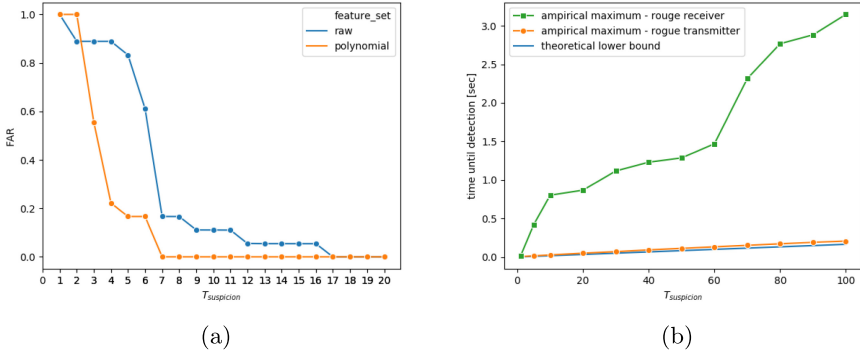 feature_set
raw
polynomial
1.0
0.8
0.6
0.4
0.2
0.0
FAR
0 1 2 3 4 5 6 7 8 9 10 11 12 13 14 15 16 17 18 19 20
T_suspicion
(a)
ampirical maximum - rouge receiver
ampirical maximum - rogue transmitter
theoretical lower bound
3.0
2.5
2.0
1.5
1.0
0.5
0.0
time until detection [sec]
0 20 40 60 80 100
T_suspicion
(b)